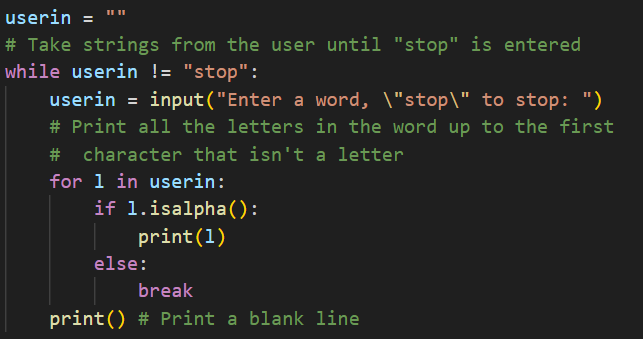 userin = ""
# Take strings from the user until "stop" is entered
while userin != "stop":
    userin = input("Enter a word, \"stop\" to stop: ")
    # Print all the letters in the word up to the first
    #  character that isn't a letter
    for l in userin:
        if l.isalpha():
            print(l)
        else:
            break
    print() # Print a blank line